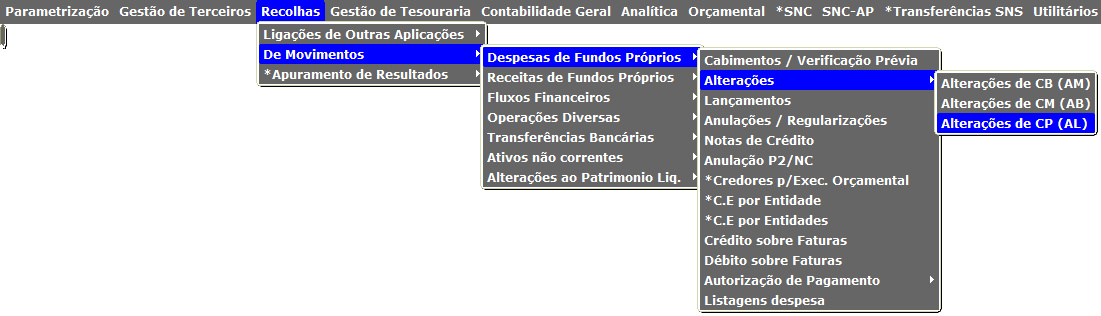 Parametrização Gestão de Terceiros Recolhas Gestão de Tesouraria Contabilidade Geral Analítica Orçamental *SNC SNC-AP *Transferências SNS Utilitários
Ligações de Outras Aplicações
De Movimentos
*Apuramento de Resultados
Despesas de Fundos Próprios
Receitas de Fundos Próprios
Fluxos Financeiros
Operações Diversas
Transferências Bancárias
Ativos não correntes
Alterações ao Patrimonio Liq.
Cabimentos / Verificação Prévia
Alterações
Lançamentos
Anulações / Regularizações
Notas de Crédito
Anulação P2/NC
*Credores p/Exec. Orçamental
*C.E por Entidade
*C.E por Entidades
Crédito sobre Faturas
Débito sobre Faturas
Autorização de Pagamento
Listagens despesa
Alterações de CB (AM)
Alterações de CM (AB)
Alterações de CP (AL)